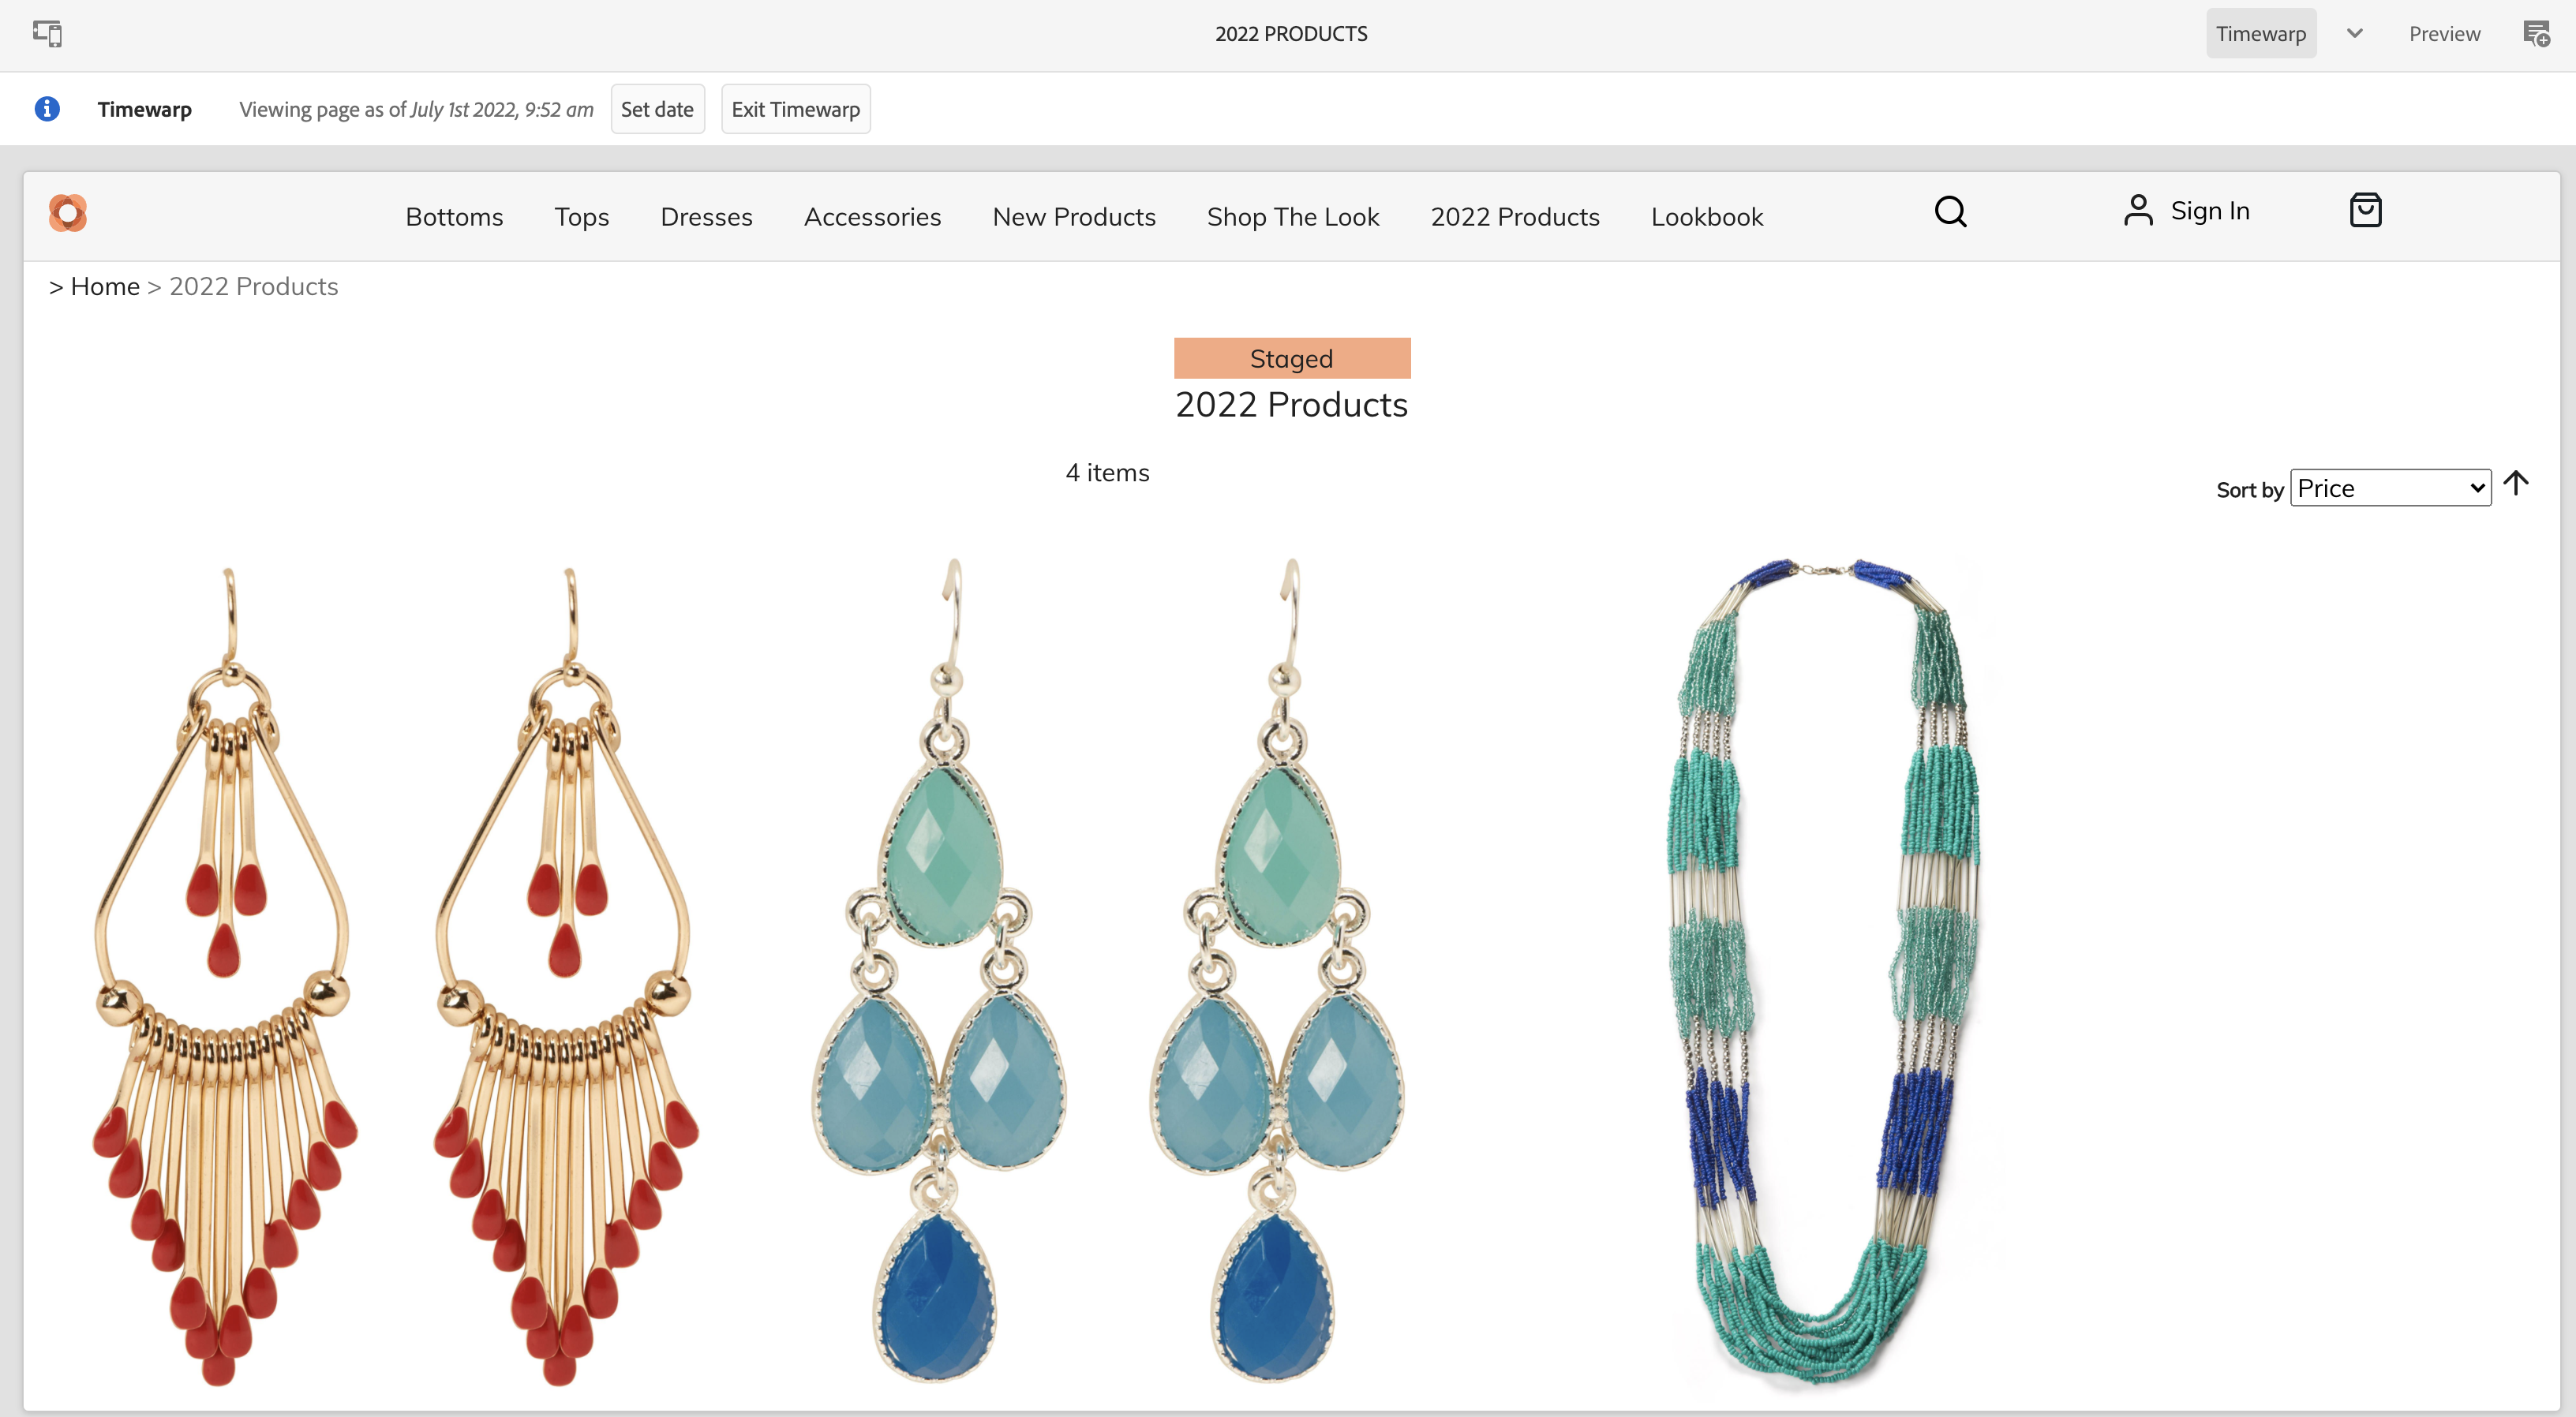 2022 PRODUCTS
Timewarp
Preview
Timewarp
Viewing page as of July 1st 2022, 9:52 am
Set date
Exit Timewarp
Bottoms
Tops
Dresses
Accessories
New Products
Shop The Look
2022 Products
Lookbook
Sign In
> Home > 2022 Products
Staged
2022 Products
4 items
Sort by Price